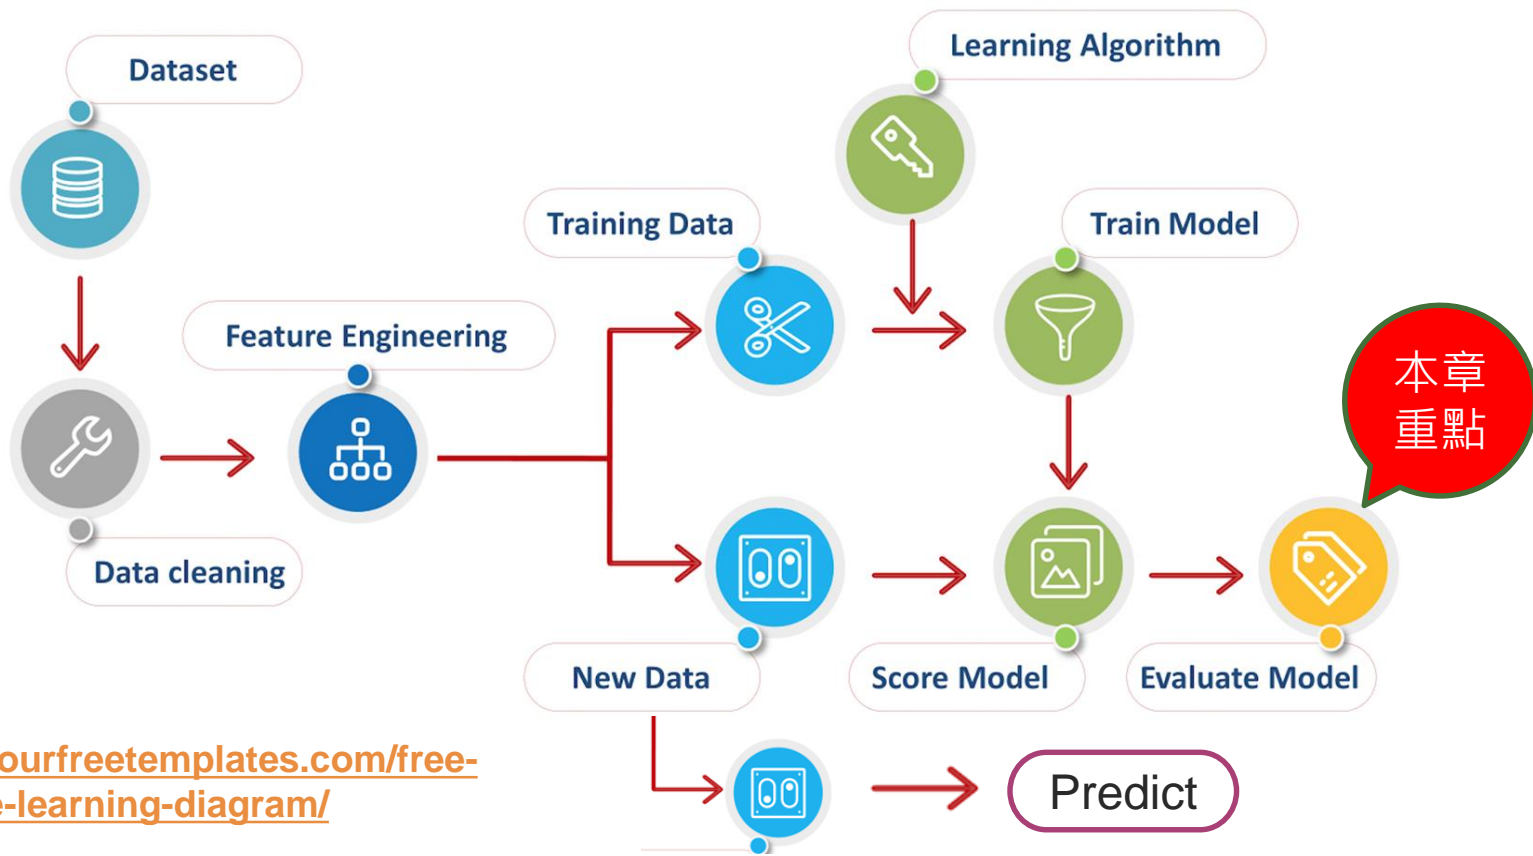 Learning Algorithm
Dataset
Training Data
Train Model
Feature Engineering
本章
重點
Data cleaning
New Data
Score Model
Evaluate Model
ourfreetemplates.com/free-
e-learning-diagram/
Predict